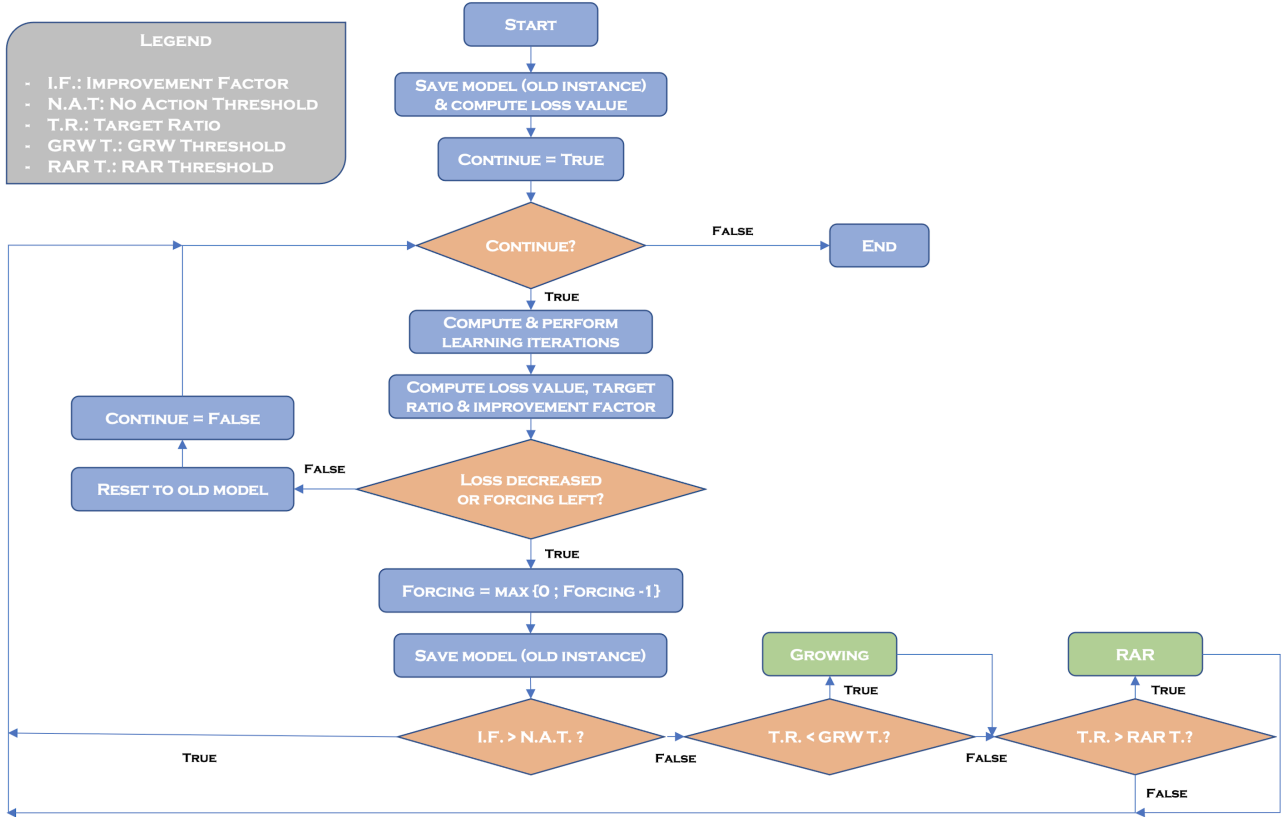 START
LEGEND
- I.F.: IMPROVEMENT FACTOR
- N.A.T: NO ACTION THRESHOLD
- T.R.: TARGET RATIO
- GRW T.: GRW THRESHOLD
- RAR T.: RAR THRESHOLD
SAVE MODEL (OLD INSTANCE)
& COMPUTE LOSS VALUE
CONTINUE = TRUE
CONTINUE?
FALSE
END
TRUE
COMPUTE & PERFORM
LEARNING ITERATIONS
COMPUTE LOSS VALUE, TARGET
RATIO & IMPROVEMENT FACTOR
CONTINUE = FALSE
RESET TO OLD MODEL
FALSE
LOSS DECREASED
OR FORCING LEFT?
TRUE
FORCING = MAX {0 ; FORCING -1}
SAVE MODEL (OLD INSTANCE)
GROWING
RAR
TRUE
TRUE
I.F. > N.A.T. ?
T.R. < GRW T.?
T.R. > RAR T.?
TRUE
FALSE
FALSE
FALSE